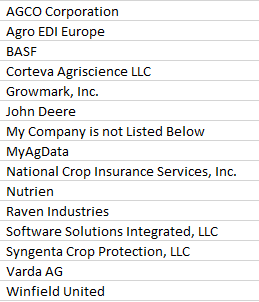 AGCO Corporation
Agro EDI Europe
BASF
Corteva Agriscience LLC
Growmark, Inc.
John Deere
My Company is not Listed Below
MyAgData
National Crop Insurance Services, Inc.
Nutrien
Raven Industries
Software Solutions Integrated, LLC
Syngenta Crop Protection, LLC
Varda AG
Winfield United